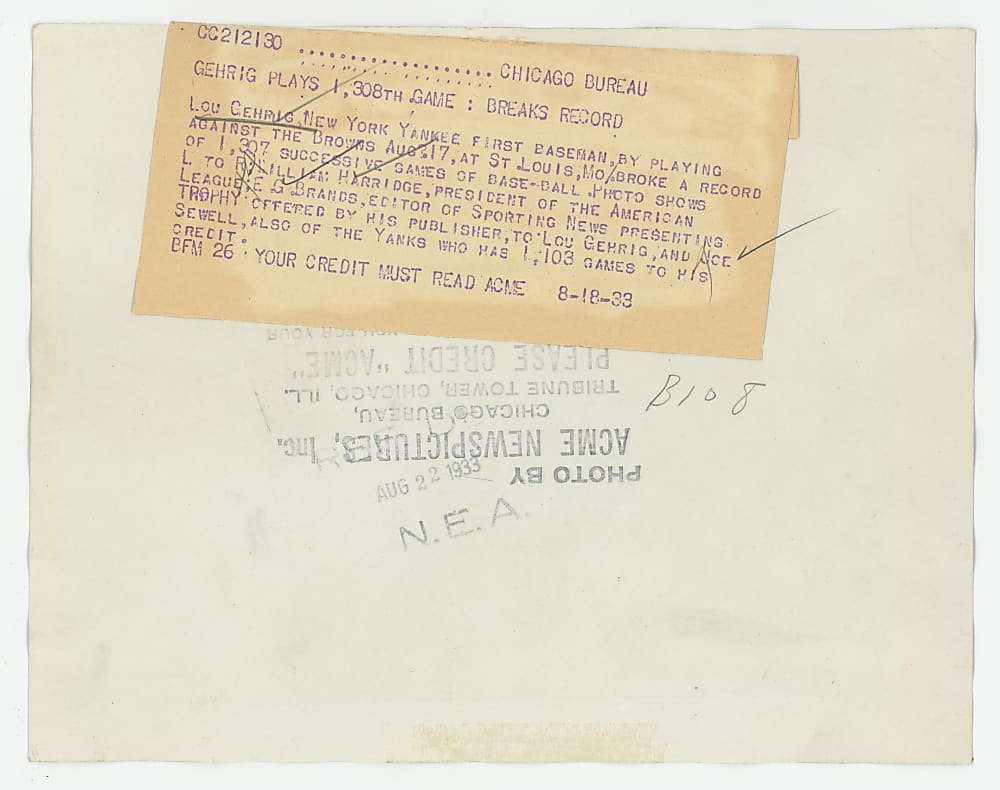 CC212130 ..................... CHICAGO BUREAU
GEHRIG PLAYS 1,308TH GAME : BREAKS RECORD
LOU GEHRIG, NEW YORK YANKEE FIRST BASEMAN, BY PLAYING
AGAINST THE BROWNS AUG.17, AT ST.LOUIS, MO/BROKE A RECORD
OF 1,307 SUCCESSIVE GAMES OF BASE-BALL. PHOTO SHOWS
L TO R. WILLIAM HARRIDGE, PRESIDENT OF THE AMERICAN
LEAGUE. E G BRANDS, EDITOR OF SPORTING NEWS PRESENTING
TROPHY OFFERED BY HIS PUBLISHER, TO LOU GEHRIG, AND JOE
SEWELL, ALSO OF THE YANKS WHO HAS 1,103 GAMES TO HIS
CREDIT.
BFM 26 . YOUR CREDIT MUST READ ACME 8-18-33
YOU FOR YOUR
PLEASE CREDIT "ACME"
TRIBUNE TOWER, CHICAGO, ILL.
CHICAGO BUREAU,
ACME NEWSPICTURES, Inc.
PHOTO BY
B108
AUG 22 1933
N.E.A.